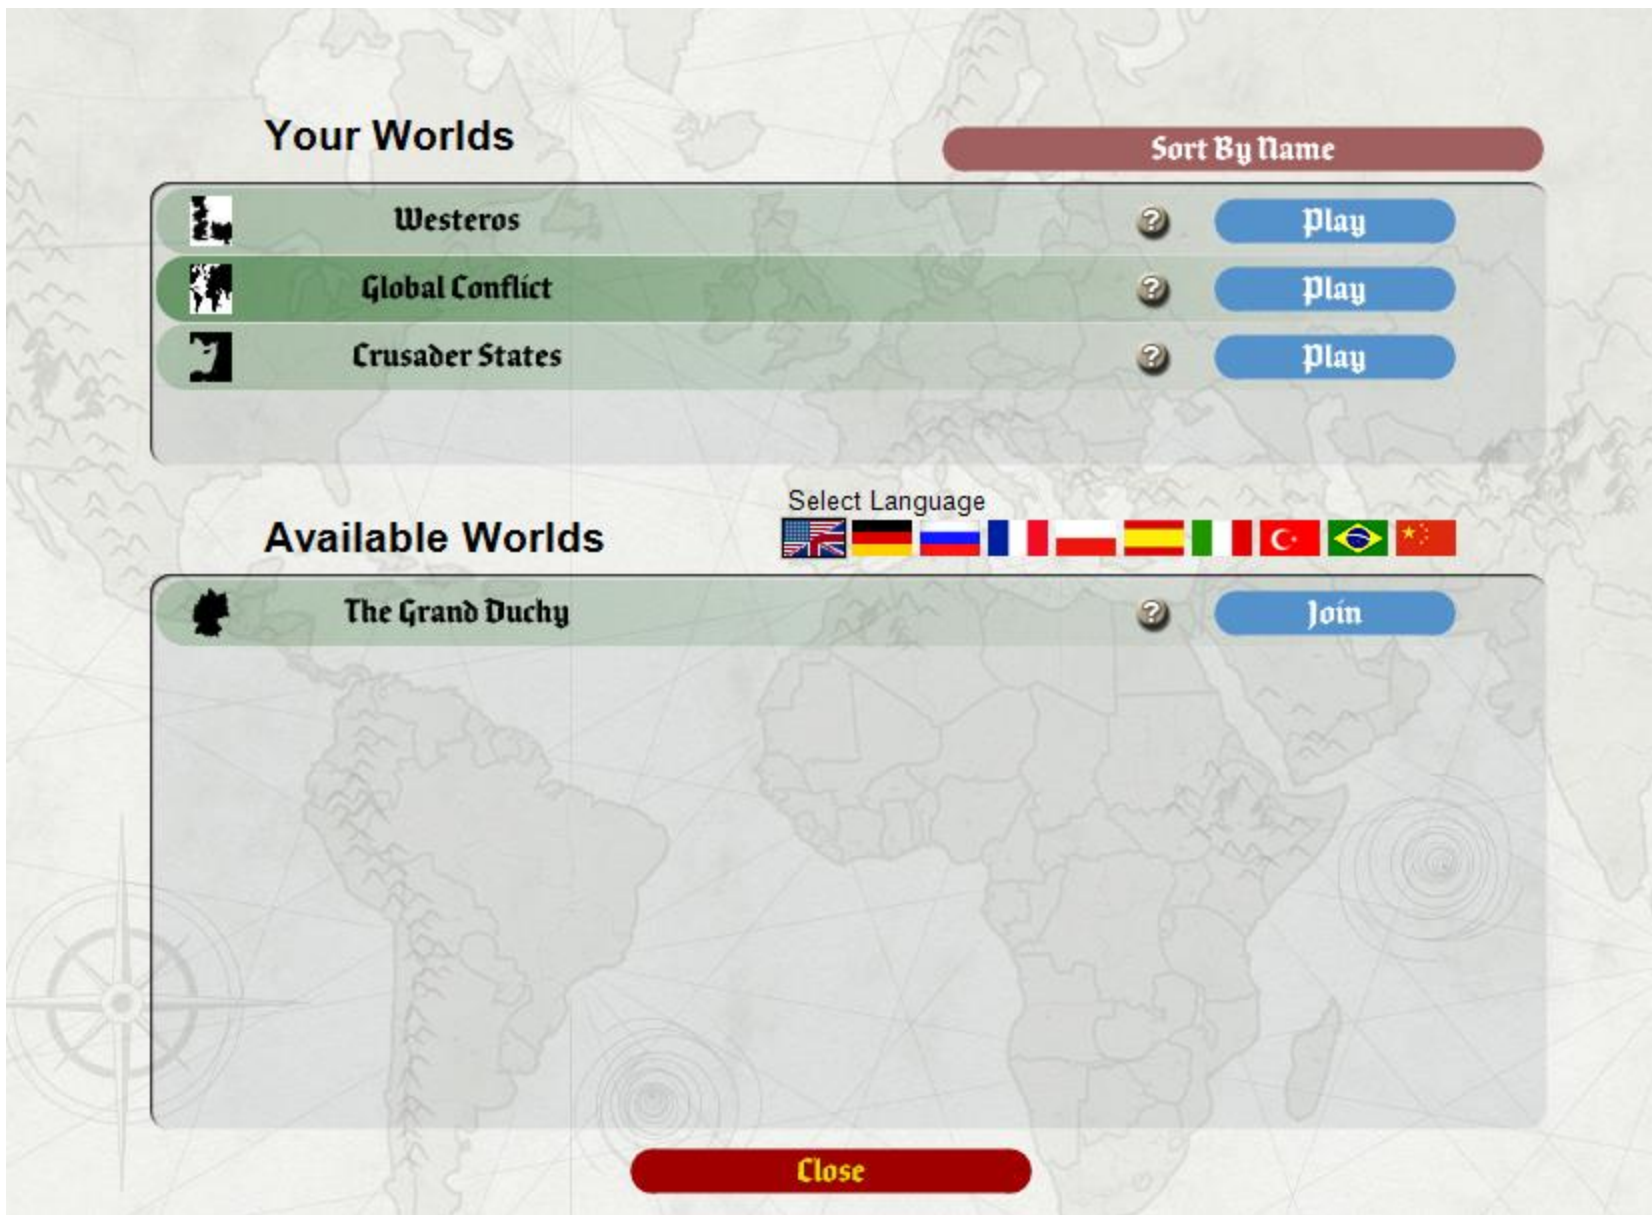 Your Worlds
Sort By Name
Westeros
? Play
Global Conflict
? Play
Crusader States
? Play
Select Language
Available Worlds
The Grand Duchy
? Join
Close